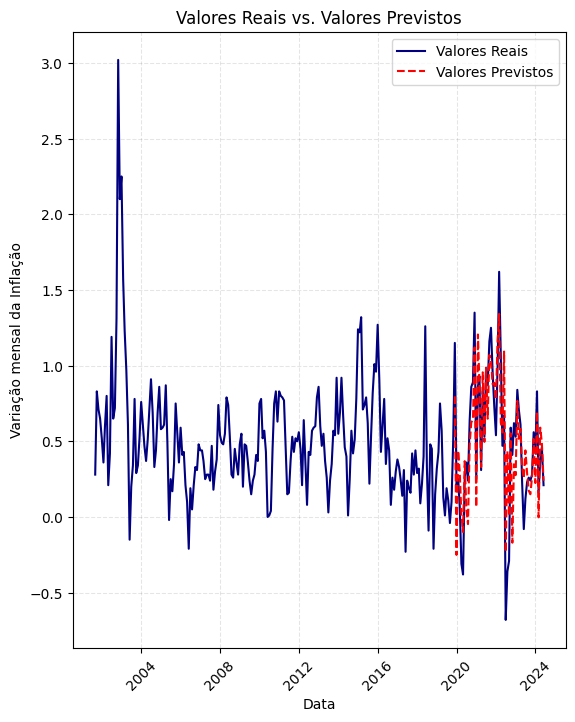 Valores Reais vs. Valores Previstos
Valores Reais
Valores Previstos
Variação mensal da Inflação
3.0
2.5
2.0
1.5
1.0
0.5
0.0
−0.5
2004
2008
2012
2016
2020
2024
Data